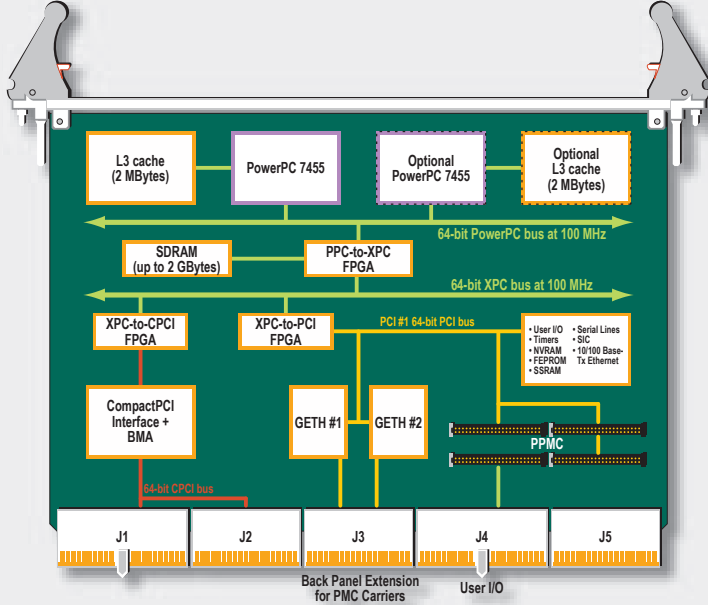 L3 cache
(2 MBytes)
PowerPC 7455
Optional
PowerPC 7455
Optional
L3 cache
(2 MBytes)
64-bit PowerPC bus at 100 MHz
SDRAM
(up to 2 GBytes)
PPC-to-XPC
FPGA
64-bit XPC bus at 100 MHz
XPC-to-CPCI
FPGA
XPC-to-PCI
FPGA
PCI #1 64-bit PCI bus
• User I/O
• Timers
• NVRAM
• FEPROM
• SSRAM
• Serial Lines
• SIC
• 10/100 Base-
Tx Ethernet
CompactPCI
Interface +
BMA
GETH #1
GETH #2
PPMC
64-bit CPCI bus
J1
J2
J3
J4
J5
Back Panel Extension
for PMC Carriers
User I/O